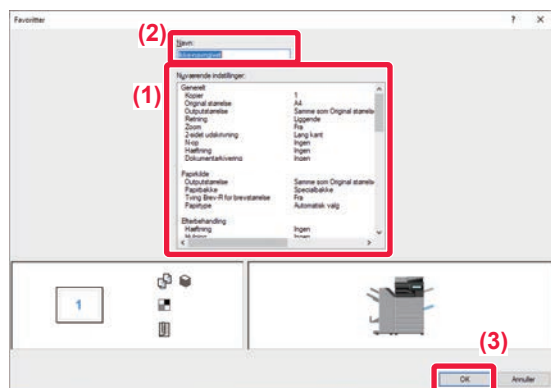 Favoritter
? X
(2)
Navn:
(1)
Nuværende indstillinger:
Generelt
Kopier 1
Original størrelse A4
Outputstørrelse Samme som Original størrelse
Retning Liggende
Zoom Fra
2-sidet udskrivning Lang kant
N-op Ingen
Hæftning Ingen
Dokumentarkivering Ingen
Papirkilde
Outputstørrelse Samme som Original størrelse
Papirbakke Specialbakke
Tving Brev-R for brevstørrelse Fra
Papirtype Automatisk valg
Efterbehandling
Hæftning Ingen
Hulning Ingen
1
(3)
OK Annuller